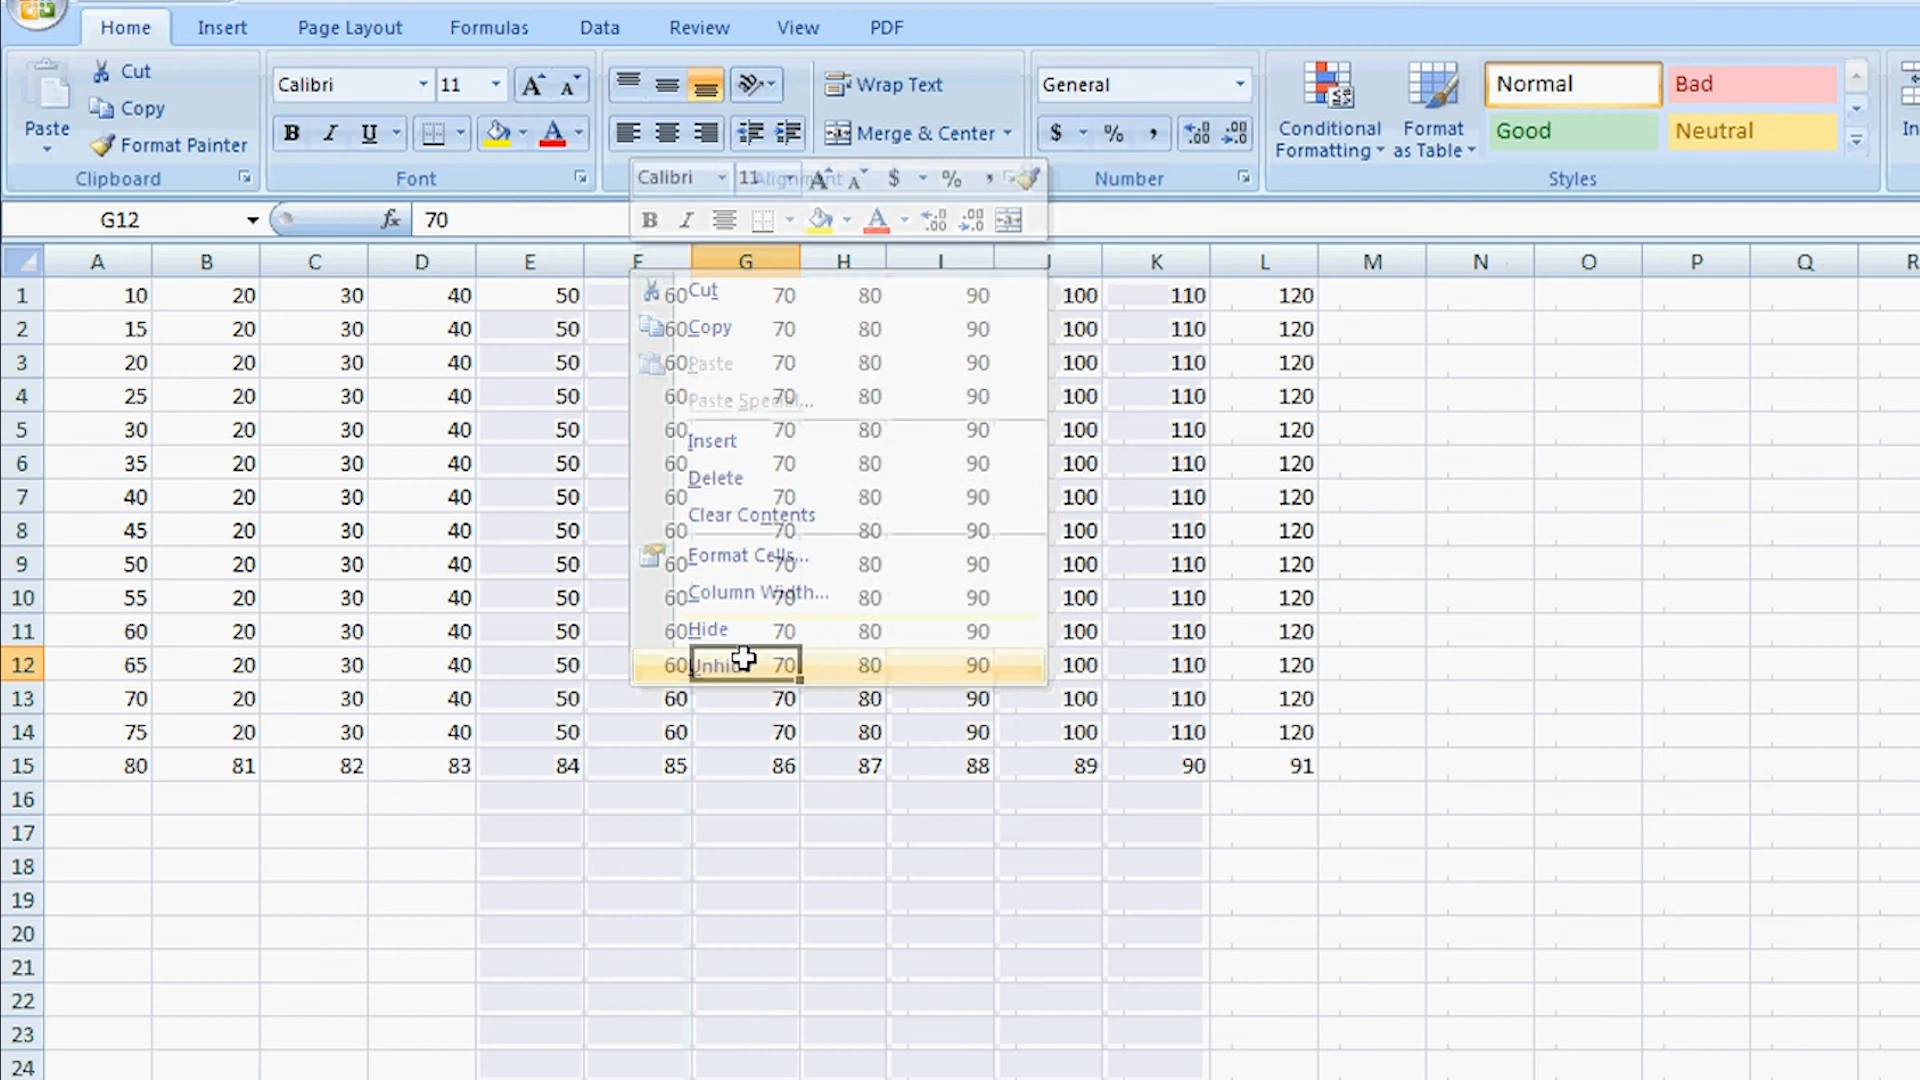 Home Insert Page Layout Formulas Data Review View PDF
Cut
Copy
Format Painter
Paste
Clipboard
Calibri 11
B I U
Font
Wrap Text
Merge & Center
Alignment
General
$ % ,
Number
Conditional Formatting
Format as Table
Normal Bad
Good Neutral
Styles
Calibri 11 A A $ % ,
B I A
G12 fx 70
A B C D E F G H I J K L M N O P Q R
1 10 20 30 40 50 60 70 80 90 100 110 120
2 15 20 30 40 50 60 70 80 90 100 110 120
3 20 20 30 40 50 60 70 80 90 100 110 120
4 25 20 30 40 50 60 70 80 90 100 110 120
5 30 20 30 40 50 60 70 80 90 100 110 120
6 35 20 30 40 50 60 70 80 90 100 110 120
7 40 20 30 40 50 60 70 80 90 100 110 120
8 45 20 30 40 50 60 70 80 90 100 110 120
9 50 20 30 40 50 60 70 80 90 100 110 120
10 55 20 30 40 50 60 70 80 90 100 110 120
11 60 20 30 40 50 60 70 80 90 100 110 120
12 65 20 30 40 50 60 70 80 90 100 110 120
13 70 20 30 40 50 60 70 80 90 100 110 120
14 75 20 30 40 50 60 70 80 90 100 110 120
15 80 81 82 83 84 85 86 87 88 89 90 91
16
17
18
19
20
21
22
23
24
Cut
Copy
Paste
Paste Special...
Insert
Delete
Clear Contents
Format Cells...
Column Width...
Hide